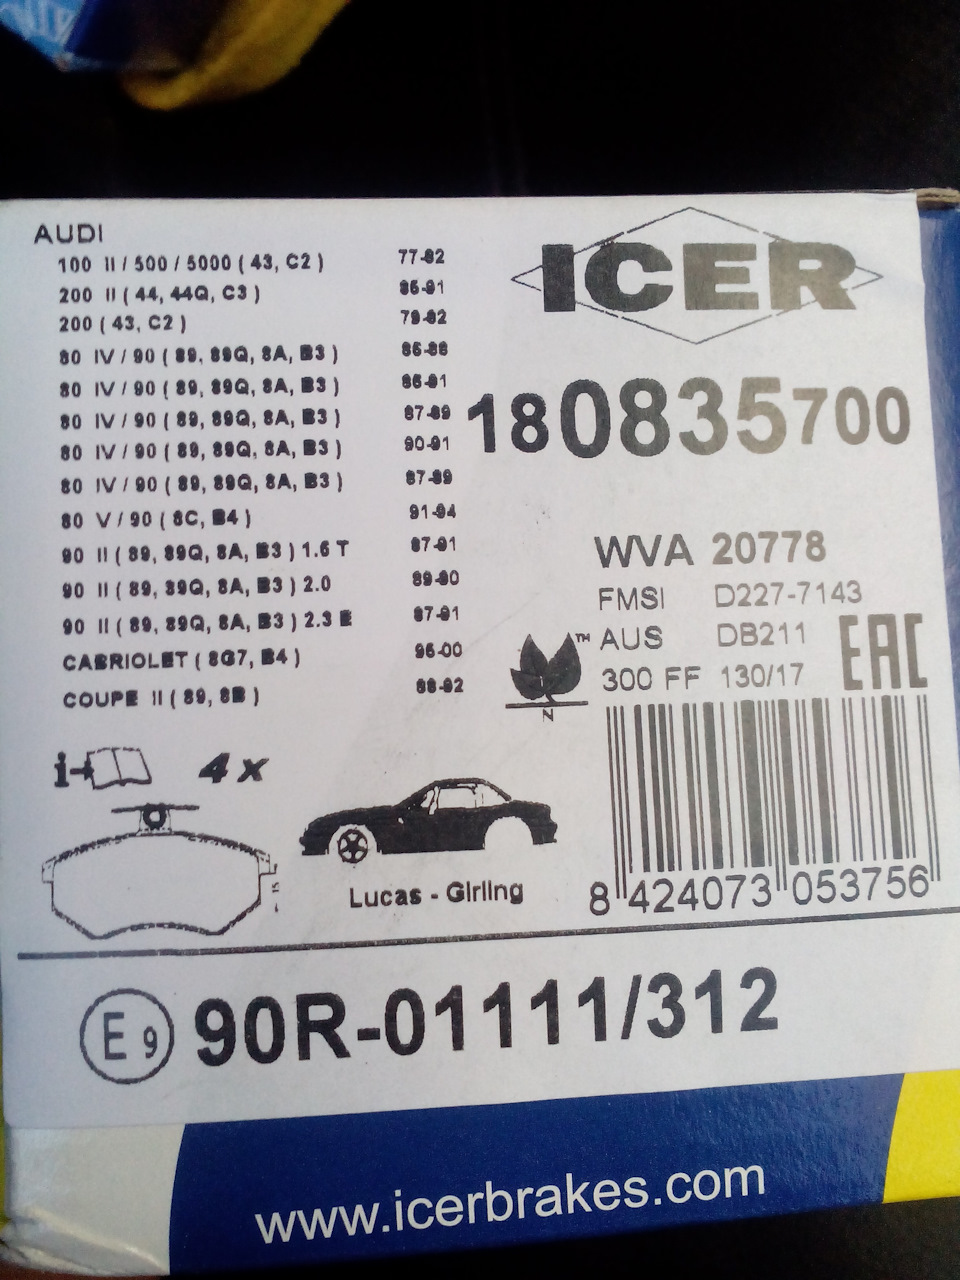 AUDI
100 II / 500 / 5000 ( 43, C2 ) 77-82
200 II ( 44, 44Q, C3 ) 85-91
200 ( 43, C2 ) 79-82
80 IV / 90 ( 89, 89Q, 8A, B3 ) 86-88
80 IV / 90 ( 89, 89Q, 8A, B3 ) 86-91
80 IV / 90 ( 89, 89Q, 8A, B3 ) 87-89
80 IV / 90 ( 89, 89Q, 8A, B3 ) 90-91
80 IV / 90 ( 89, 89Q, 8A, B3 ) 87-89
80 V / 90 ( 8C, B4 ) 91-94
90 II ( 89, 89Q, 8A, B3 ) 1.6 T 87-91
90 II ( 89, 89Q, 8A, B3 ) 2.0 89-90
90 II ( 89, 89Q, 8A, B3 ) 2.3 E 87-91
CABRIOLET ( 8G7, B4 ) 96-00
COUPE II ( 89, 8B ) 88-92
ICER
180835700
WVA 20778
FMSI D227-7143
AUS DB211
300 FF 130/17
EAC
TM
N
i
4 x
15
Lucas - Girling
8 424073 053756
E 9 90R-01111/312
www.icerbrakes.com